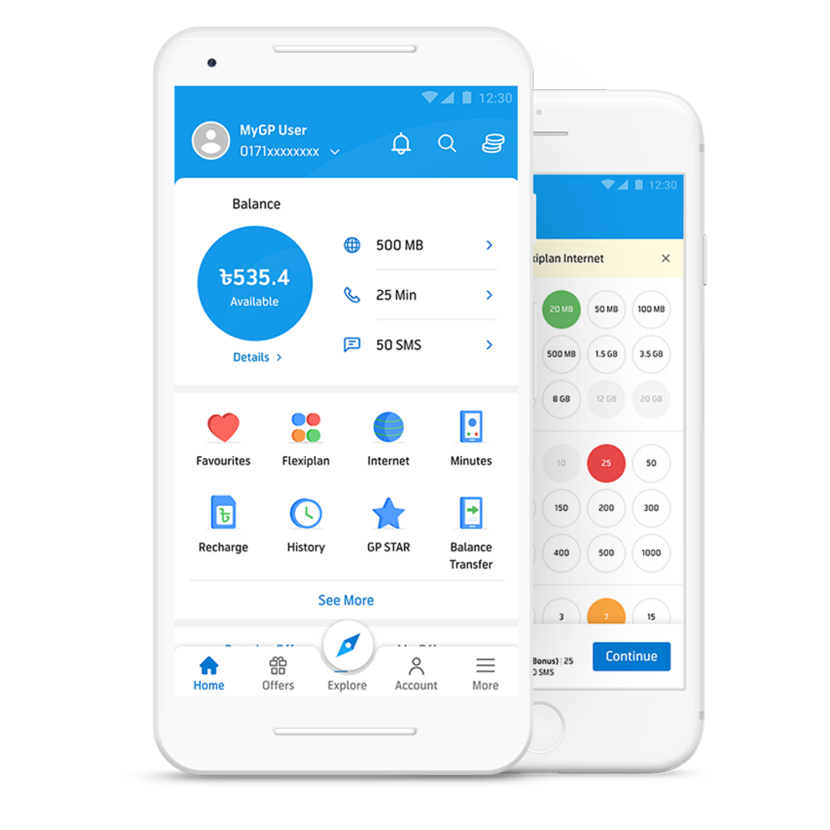 12:30
MyGP User
0171xxxxxxxx
Balance
৳535.4
Available
Details
500 MB
25 Min
50 SMS
Favourites
Flexiplan
Internet
Minutes
Recharge
History
GP STAR
Balance
Transfer
See More
Home
Offers
Explore
Account
More
12:30
xiplan Internet
20 MB
50 MB
100 MB
500 MB
1.5 GB
3.5 GB
8 GB
12 GB
20 GB
10
25
50
150
200
300
400
500
1000
3
7
15
Bonus) | 25
0 SMS
Continue